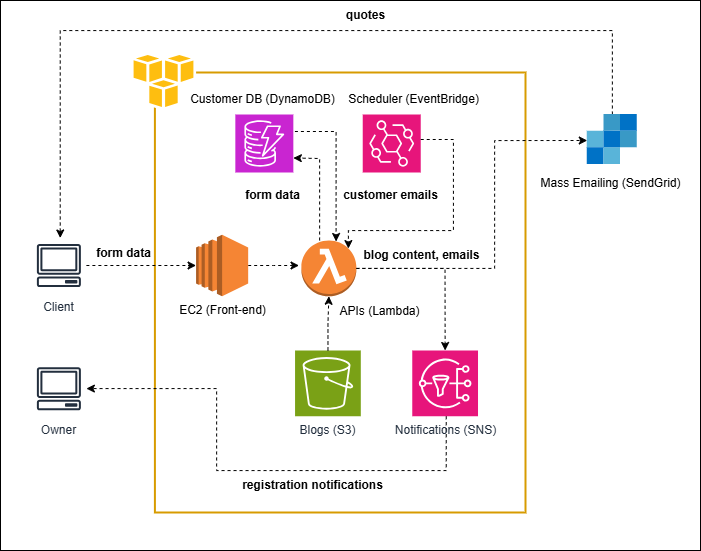 quotes
Customer DB (DynamoDB)
Scheduler (EventBridge)
Mass Emailing (SendGrid)
form data
customer emails
form data
blog content, emails
Client
EC2 (Front-end)
APIs (Lambda)
Owner
Blogs (S3)
Notifications (SNS)
registration notifications